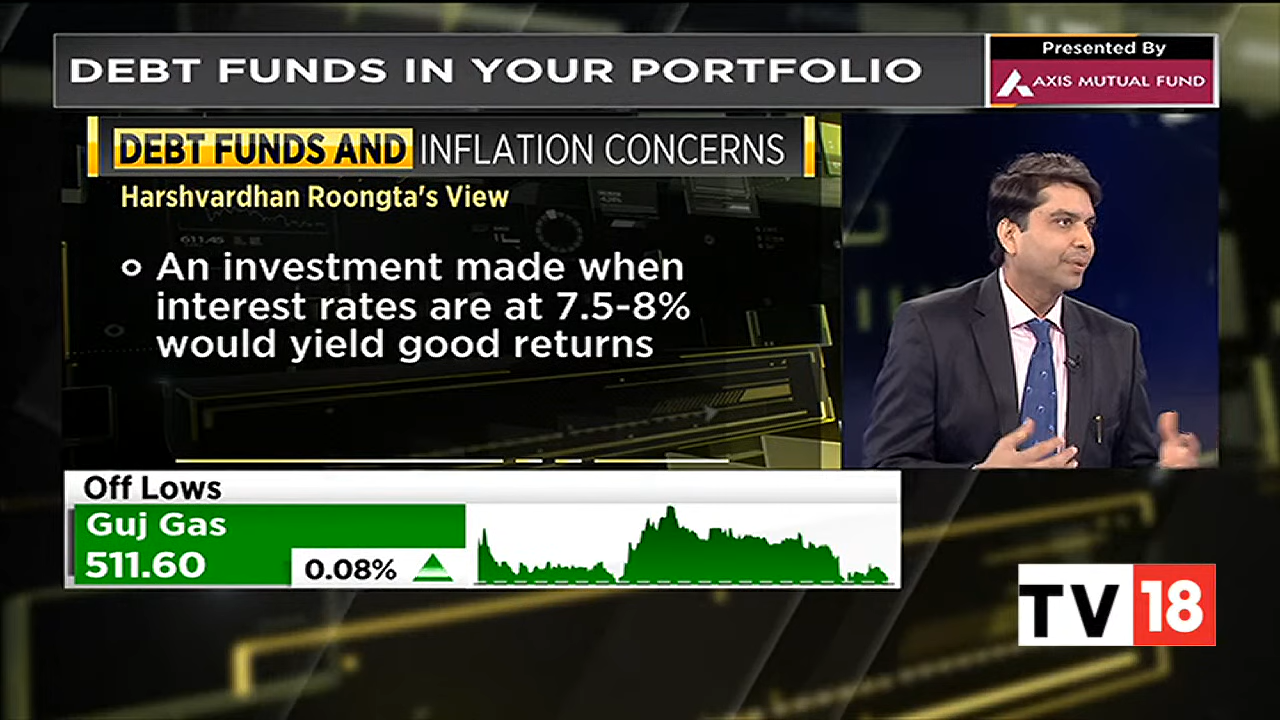 DEBT FUNDS IN YOUR PORTFOLIO
Presented By
AXIS MUTUAL FUND
DEBT FUNDS AND INFLATION CONCERNS
Harshvardhan Roongta's View
An investment made when
interest rates are at 7.5-8%
would yield good returns
Off Lows
Guj Gas
511.60
0.08%
TV18